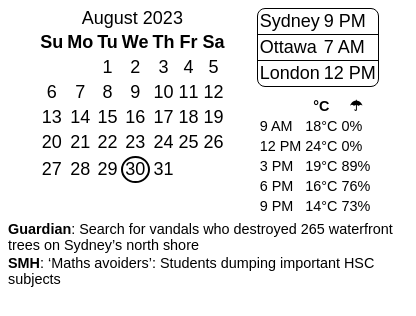 August 2023
Su Mo Tu We Th Fr Sa
1 2 3 4 5
6 7 8 9 10 11 12
13 14 15 16 17 18 19
20 21 22 23 24 25 26
27 28 29 30 31
Sydney 9 PM
Ottawa 7 AM
London 12 PM
°C ☂
9 AM 18°C 0%
12 PM 24°C 0%
3 PM 19°C 89%
6 PM 16°C 76%
9 PM 14°C 73%
Guardian: Search for vandals who destroyed 265 waterfront
trees on Sydney’s north shore
SMH: ‘Maths avoiders’: Students dumping important HSC
subjects